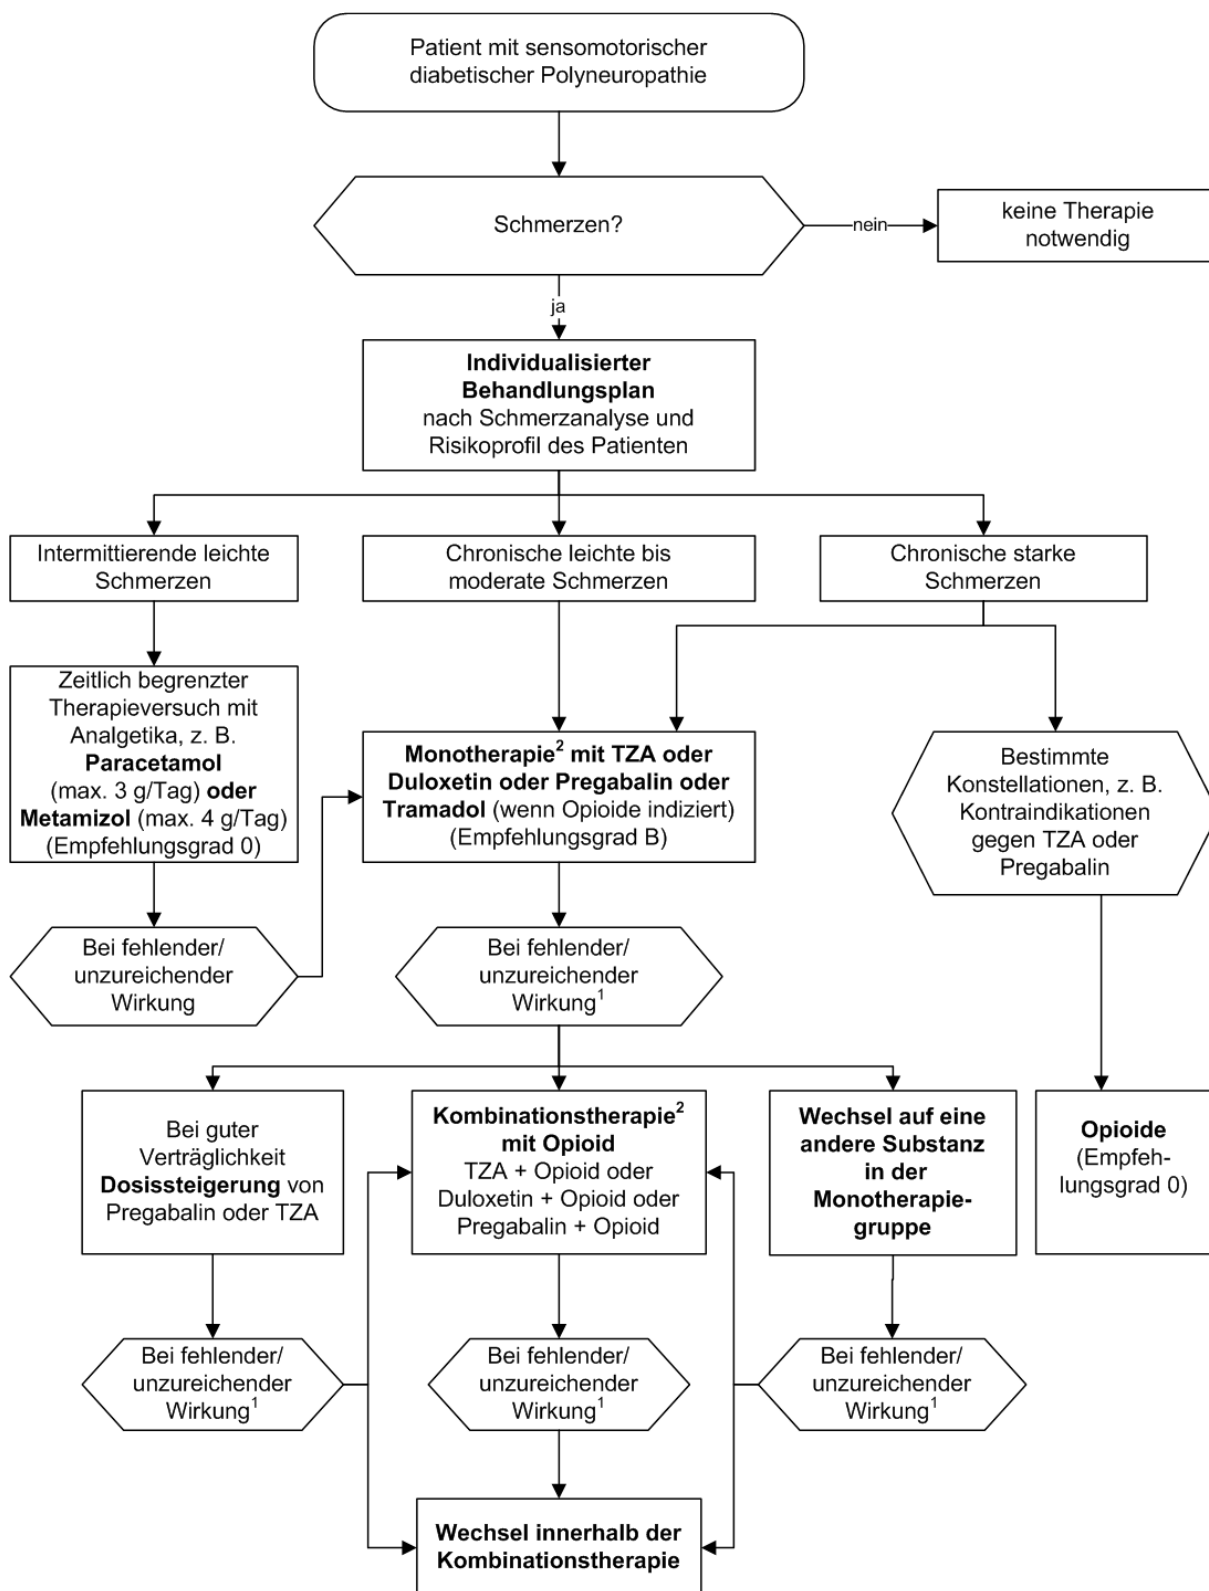 Patient mit sensomotorischer
diabetischer Polyneuropathie
Schmerzen?
nein
keine Therapie
notwendig
ja
Individualisierter
Behandlungsplan
nach Schmerzanalyse und
Risikoprofil des Patienten
Intermittierende leichte
Schmerzen
Chronische leichte bis
moderate Schmerzen
Chronische starke
Schmerzen
Zeitlich begrenzter
Therapieversuch mit
Analgetika, z. B.
Paracetamol
(max. 3 g/Tag) oder
Metamizol (max. 4 g/Tag)
(Empfehlungsgrad 0)
Monotherapie² mit TZA oder
Duloxetin oder Pregabalin oder
Tramadol (wenn Opioide indiziert)
(Empfehlungsgrad B)
Bestimmte
Konstellationen, z. B.
Kontraindikationen
gegen TZA oder
Pregabalin
Bei fehlender/
unzureichender
Wirkung
Bei fehlender/
unzureichender
Wirkung¹
Bei guter
Verträglichkeit
Dosissteigerung von
Pregabalin oder TZA
Kombinationstherapie²
mit Opioid
TZA + Opioid oder
Duloxetin + Opioid oder
Pregabalin + Opioid
Wechsel auf eine
andere Substanz
in der
Monotherapie-
gruppe
Opioide
(Empfeh-
lungsgrad 0)
Bei fehlender/
unzureichender
Wirkung¹
Bei fehlender/
unzureichender
Wirkung¹
Bei fehlender/
unzureichender
Wirkung¹
Wechsel innerhalb der
Kombinationstherapie